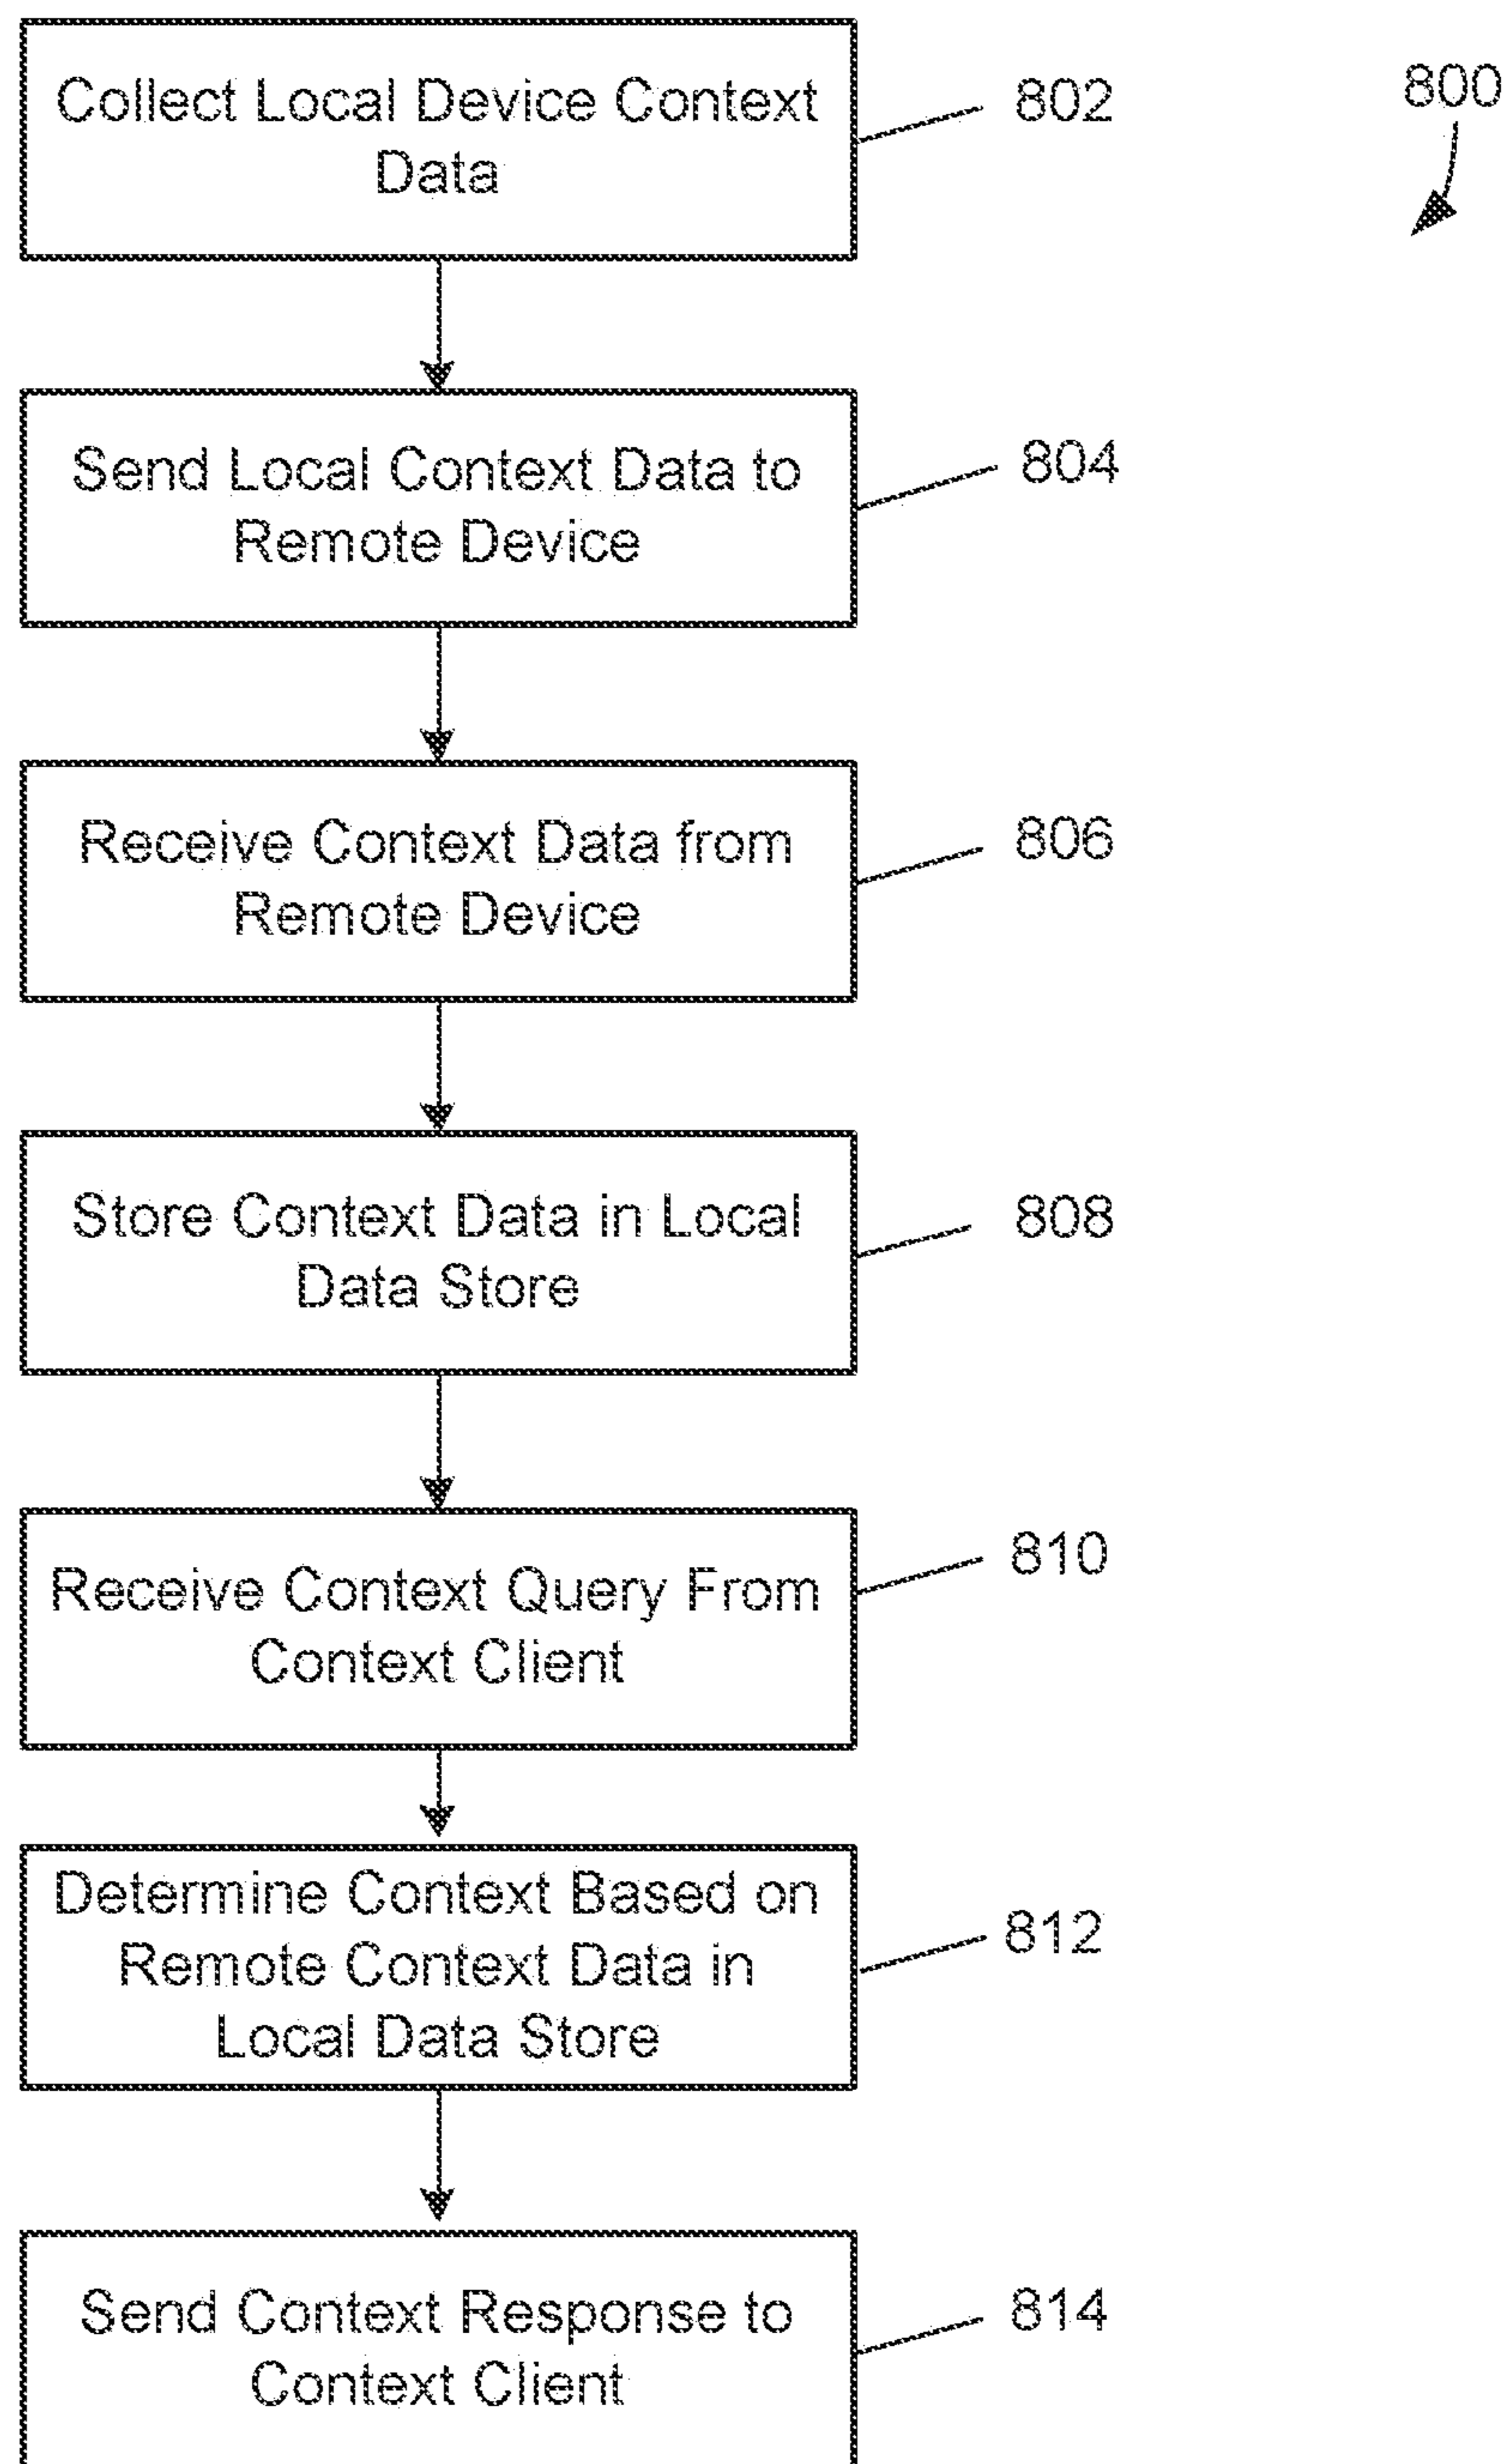 Collect Local Device Context
Data
802
800
Send Local Context Data to
Remote Device
804
Receive Context Data from
Remote Device
806
Store Context Data in Local
Data Store
808
Receive Context Query From
Context Client
810
Determine Context Based on
Remote Context Data in
Local Data Store
812
Send Context Response to
Context Client
814